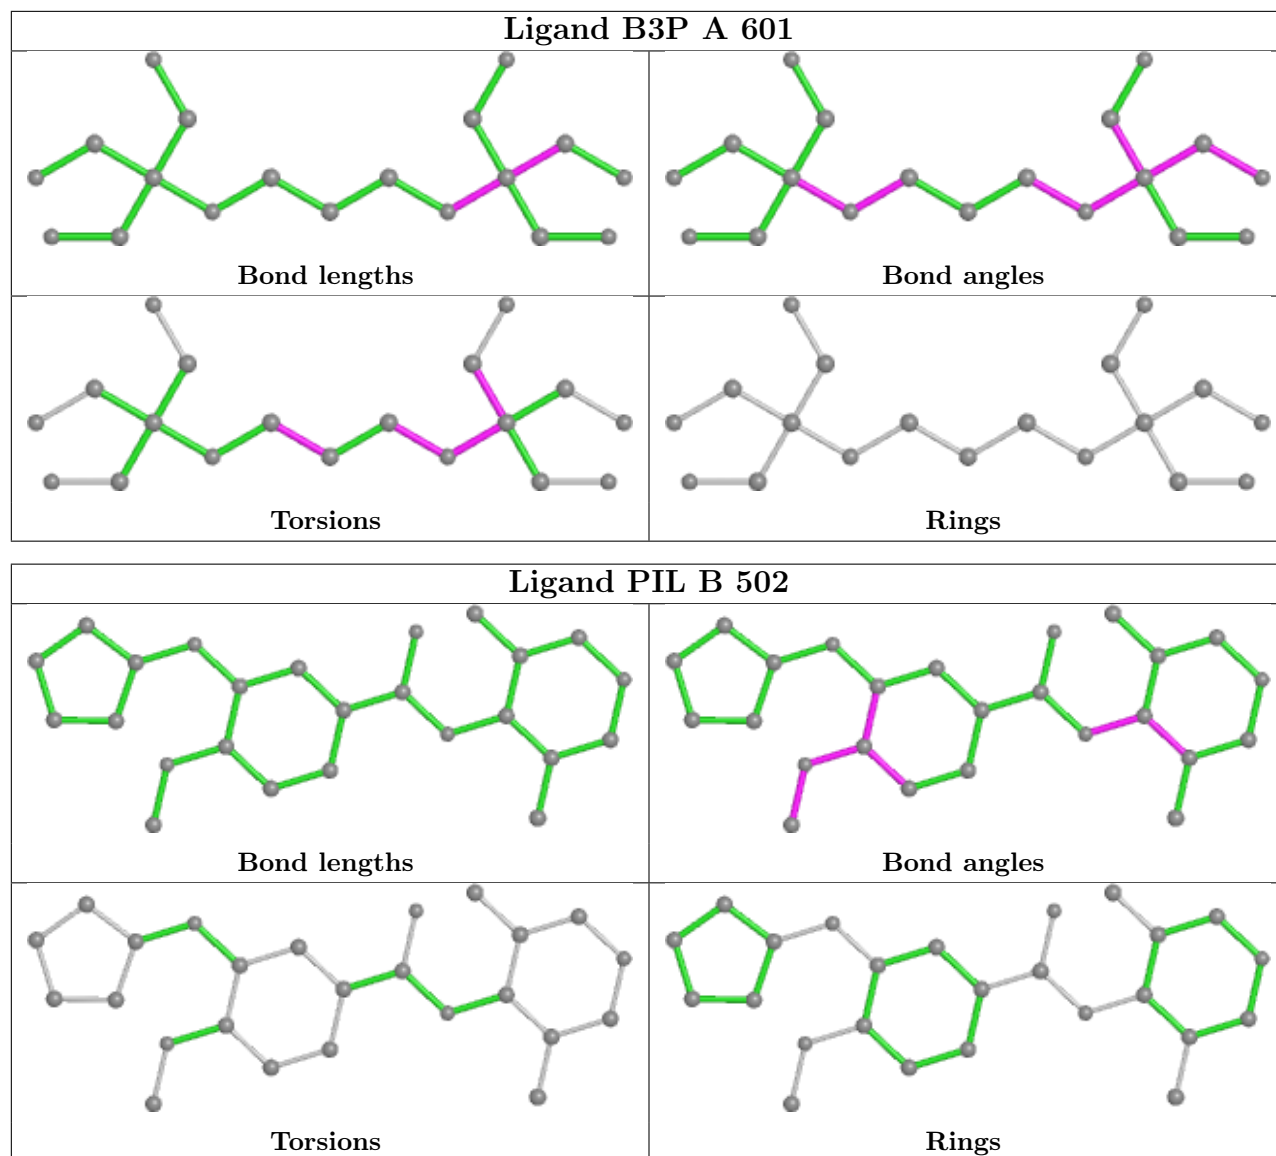 Ligand B3P A 601
Bond lengths
Bond angles
Torsions
Rings
Ligand PIL B 502
Bond lengths
Bond angles
Torsions
Rings